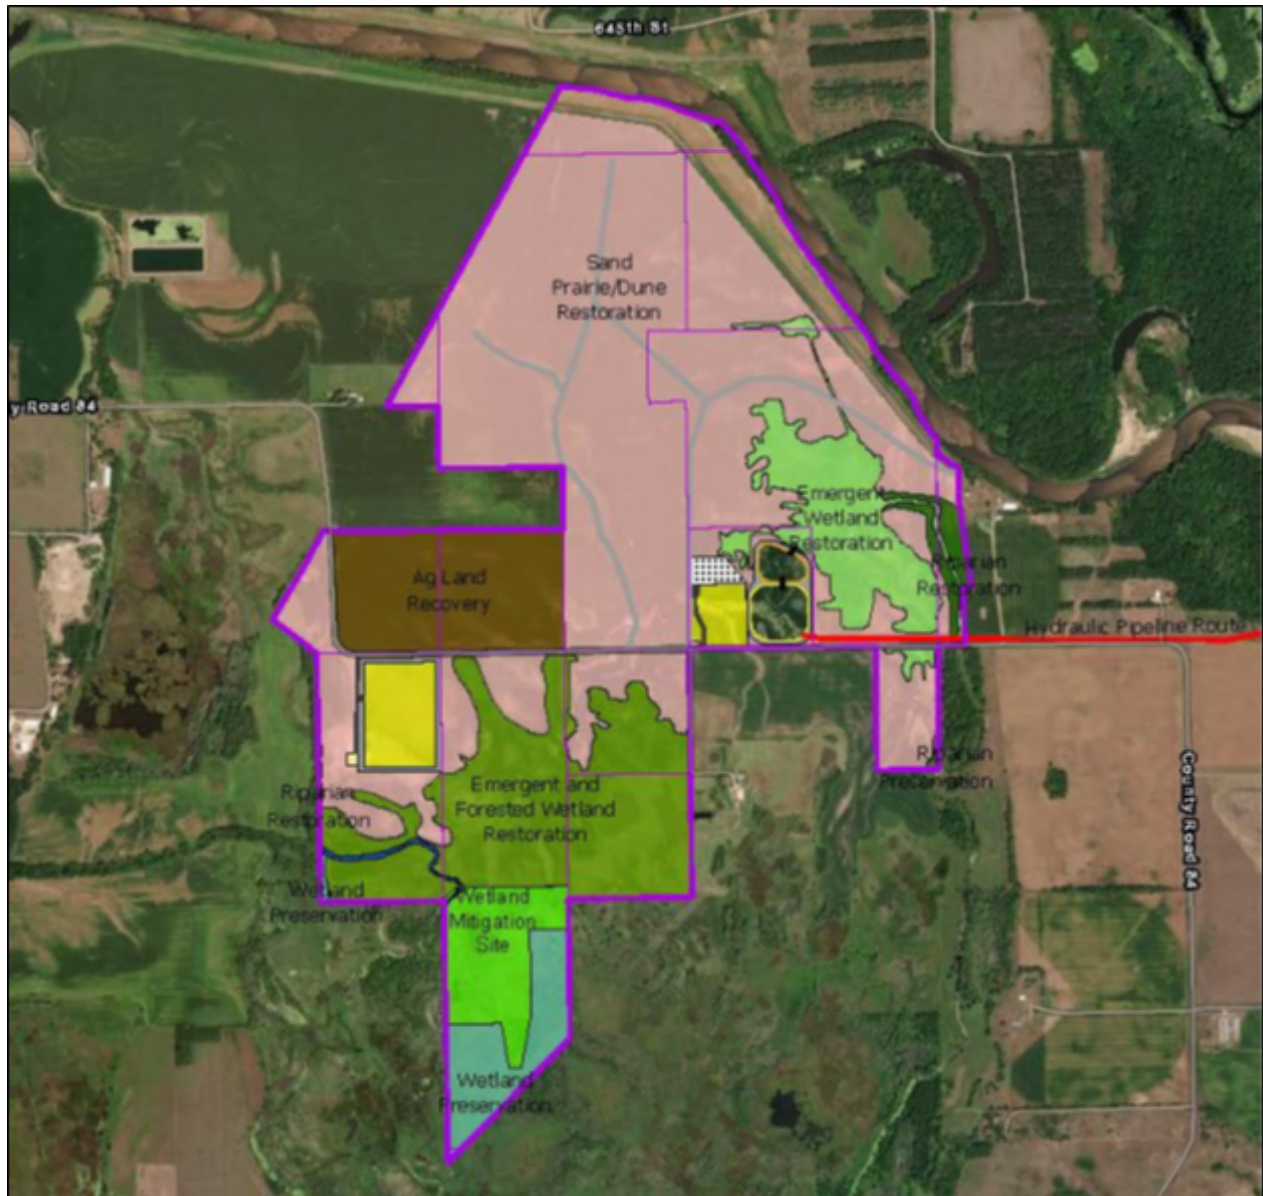 645th St
Sand
Prairie/Dune
Restoration
y Road 84
Emergent
Wetland
Restoration
Riparian
Restoration
Ag Land
Recovery
Hydraulic Pipeline Route
Riparian
Preservation
County Road 84
Riparian
Restoration
Emergent and
Forested Wetland
Restoration
Wetland
Preservation
Wetland
Mitigation
Site
Wetland
Preservation